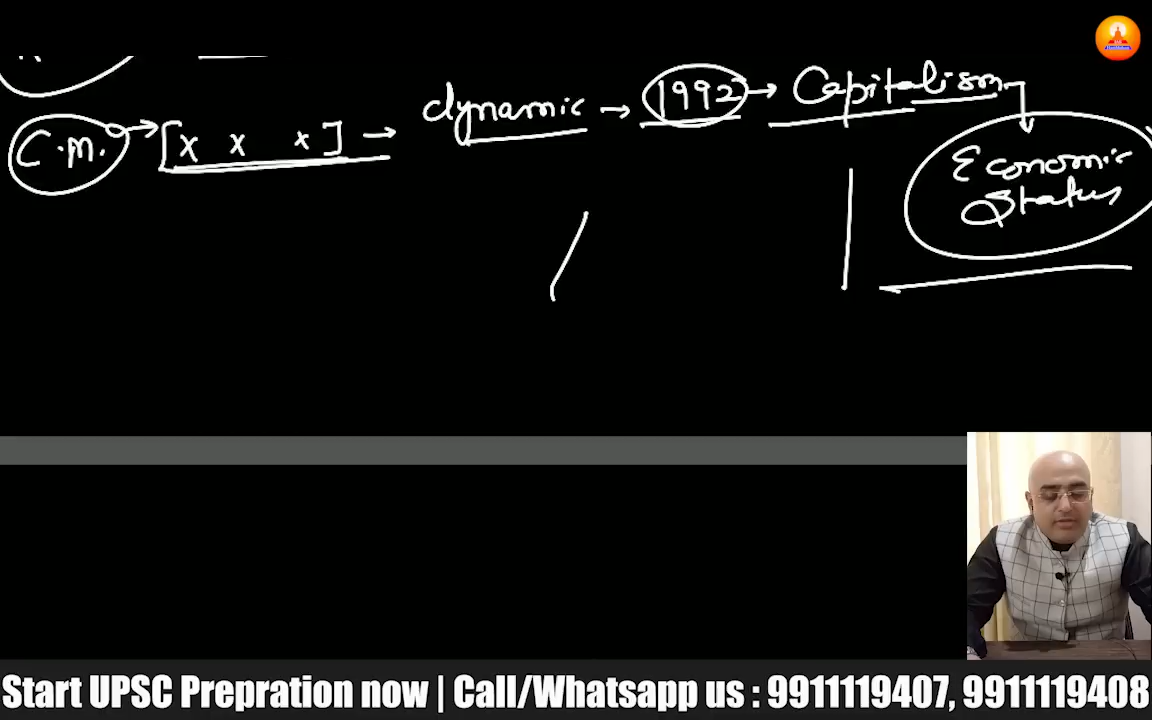 C.M. → [x x x] → dynamic → 1992 → Capitalism
Economic
Status
Start UPSC Prepration now | Call/Whatsapp us : 9911119407, 9911119408